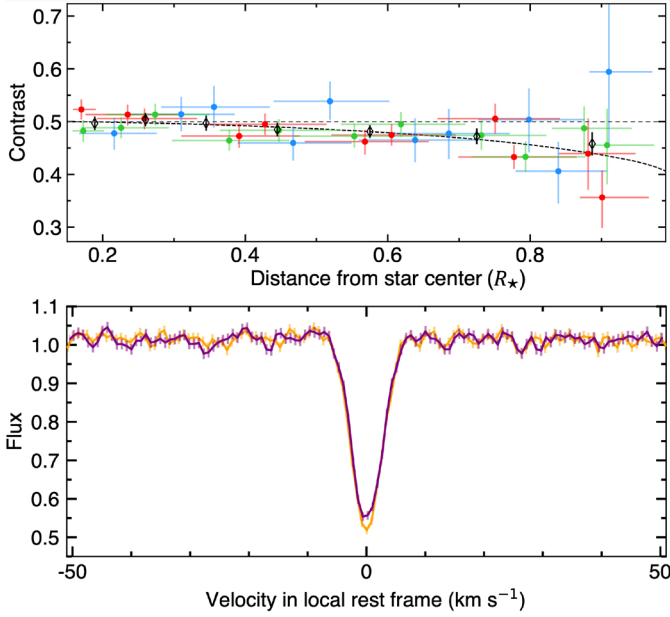 0.7
0.6
0.5
0.4
0.3
Contrast
0.2 0.4 0.6 0.8
Distance from star center (R★)
1.1
1.0
0.9
0.8
0.7
0.6
0.5
Flux
-50 0 50
Velocity in local rest frame (km s⁻¹)